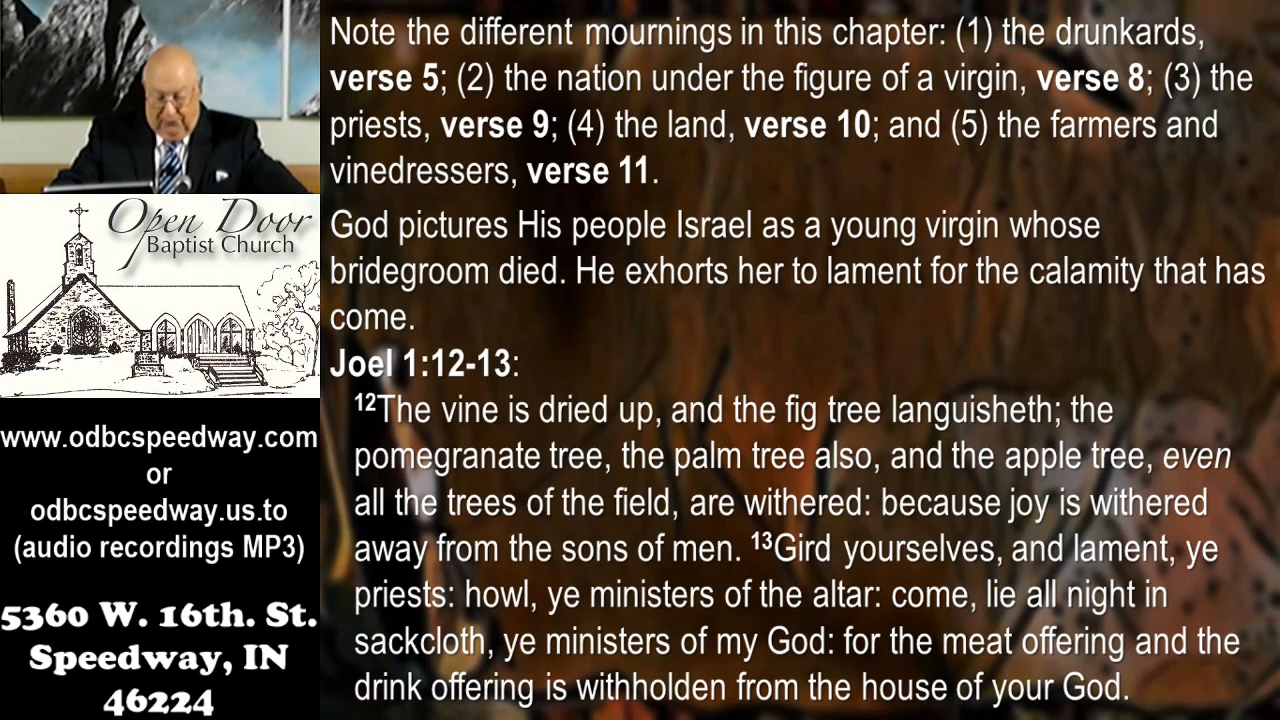 Note the different mournings in this chapter: (1) the drunkards,
verse 5; (2) the nation under the figure of a virgin, verse 8; (3) the
priests, verse 9; (4) the land, verse 10; and (5) the farmers and
vinedressers, verse 11.
God pictures His people Israel as a young virgin whose
bridegroom died. He exhorts her to lament for the calamity that has
come.
Joel 1:12-13:
12The vine is dried up, and the fig tree languisheth; the
pomegranate tree, the palm tree also, and the apple tree, even
all the trees of the field, are withered: because joy is withered
away from the sons of men. 13Gird yourselves, and lament, ye
priests: howl, ye ministers of the altar: come, lie all night in
sackcloth, ye ministers of my God: for the meat offering and the
drink offering is withholden from the house of your God.
Open Door
Baptist Church
www.odbcspeedway.com
or
odbcspeedway.us.to
(audio recordings MP3)
5360 W. 16th. St.
Speedway, IN
46224